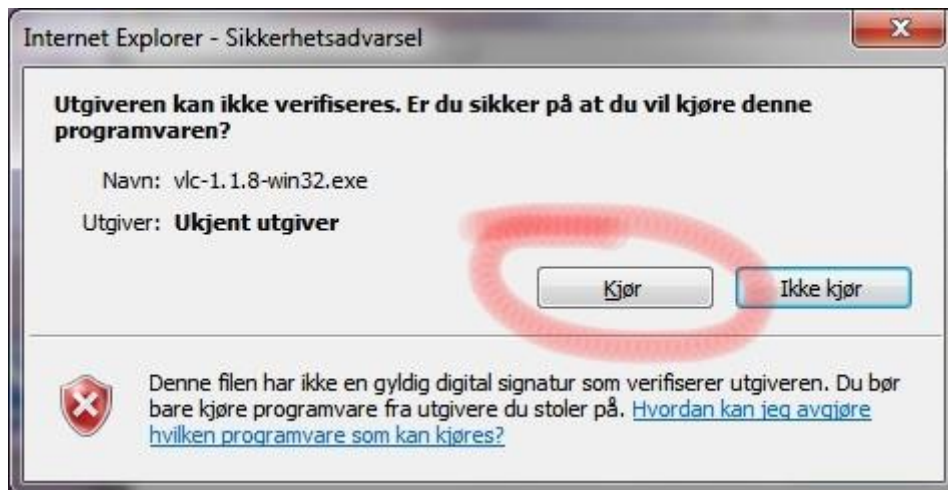 Internet Explorer - Sikkerhetsadvarsel
Utgiveren kan ikke verifiseres. Er du sikker på at du vil kjøre denne
programvaren?
Navn: vlc-1.1.8-win32.exe
Utgiver: Ukjent utgiver
Kjør
Ikke kjør
Denne filen har ikke en gyldig digital signatur som verifiserer utgiveren. Du bør
bare kjøre programvare fra utgivere du stoler på. Hvordan kan jeg avgjøre
hvilken programvare som kan kjøres?